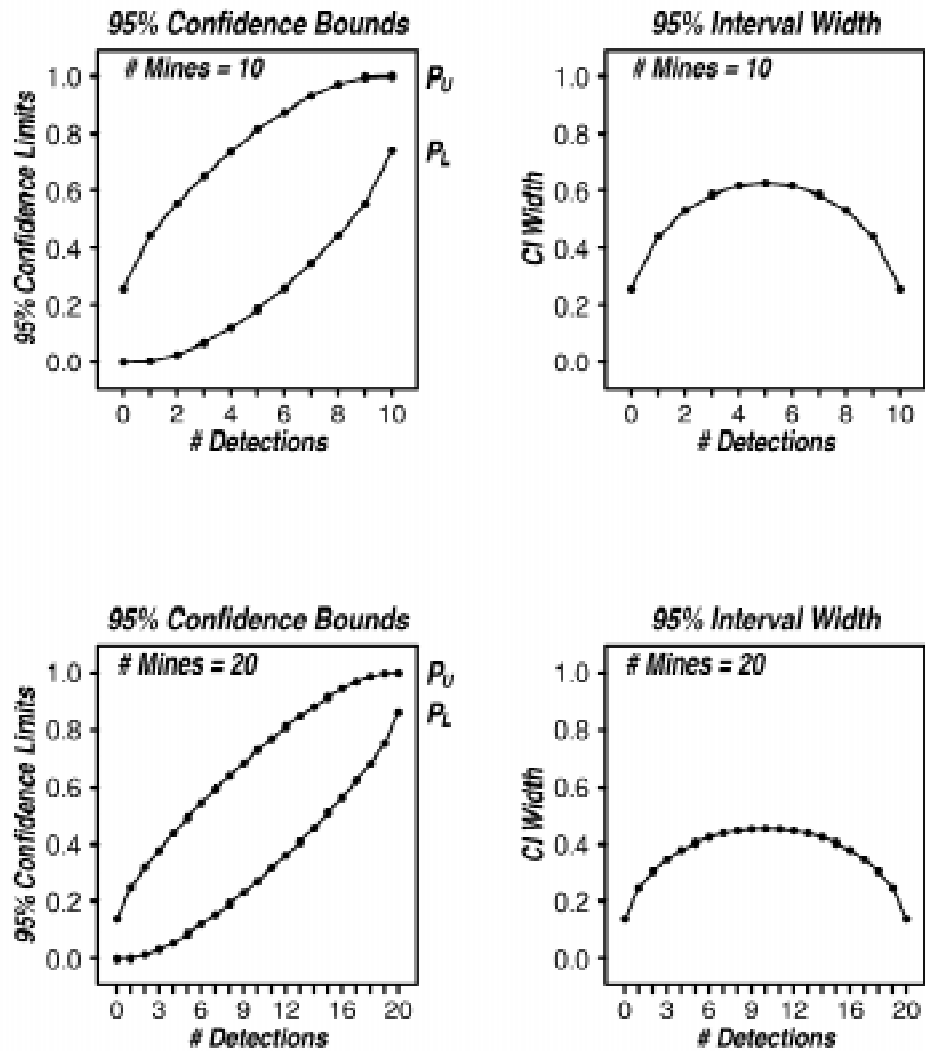 95% Confidence Bounds
# Mines = 10
1.0
0.8
0.6
0.4
0.2
0.0
95% Confidence Limits
PU
PL
0 2 4 6 8 10
# Detections
95% Interval Width
# Mines = 10
1.0
0.8
0.6
0.4
0.2
0.0
CI Width
0 2 4 6 8 10
# Detections
95% Confidence Bounds
# Mines = 20
1.0
0.8
0.6
0.4
0.2
0.0
95% Confidence Limits
PU
PL
0 3 6 9 12 16 20
# Detections
95% Interval Width
# Mines = 20
1.0
0.8
0.6
0.4
0.2
0.0
CI Width
0 3 6 9 12 16 20
# Detections